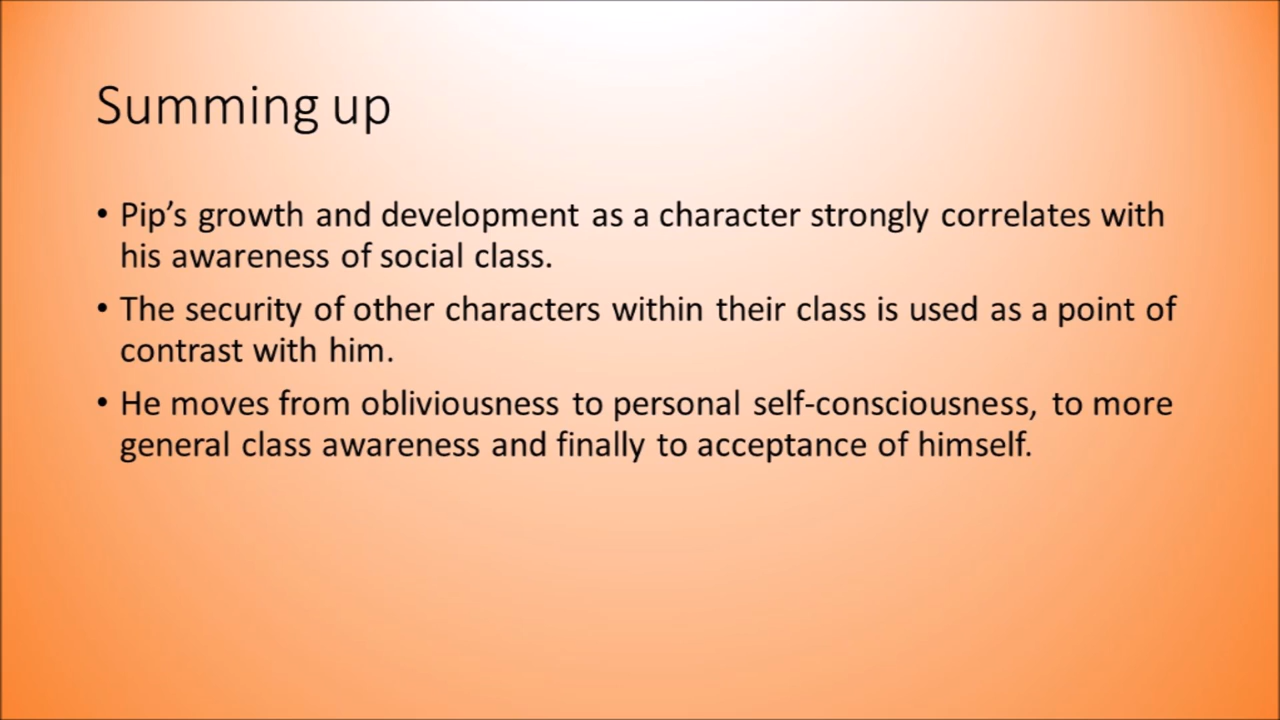 Summing up
• Pip’s growth and development as a character strongly correlates with
his awareness of social class.
• The security of other characters within their class is used as a point of
contrast with him.
• He moves from obliviousness to personal self-consciousness, to more
general class awareness and finally to acceptance of himself.